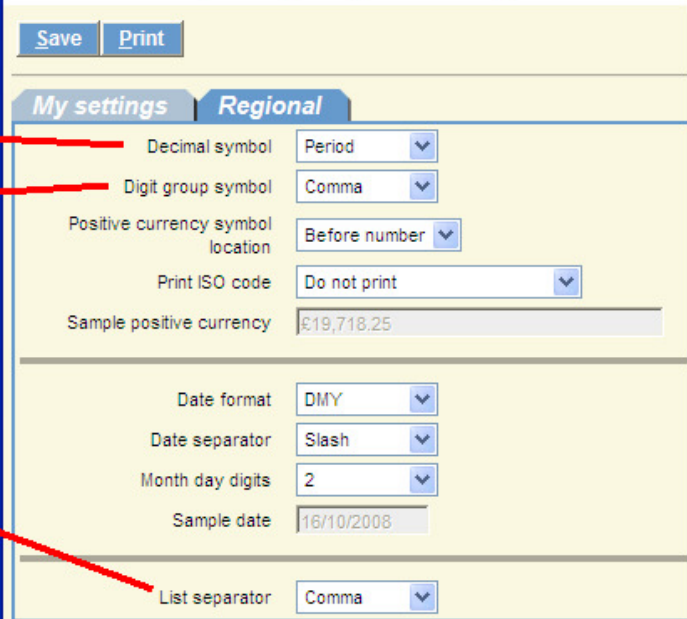 Save Print
My settings Regional
Decimal symbol Period
Digit group symbol Comma
Positive currency symbol
location Before number
Print ISO code Do not print
Sample positive currency £19,718.25
Date format DMY
Date separator Slash
Month day digits 2
Sample date 16/10/2008
List separator Comma